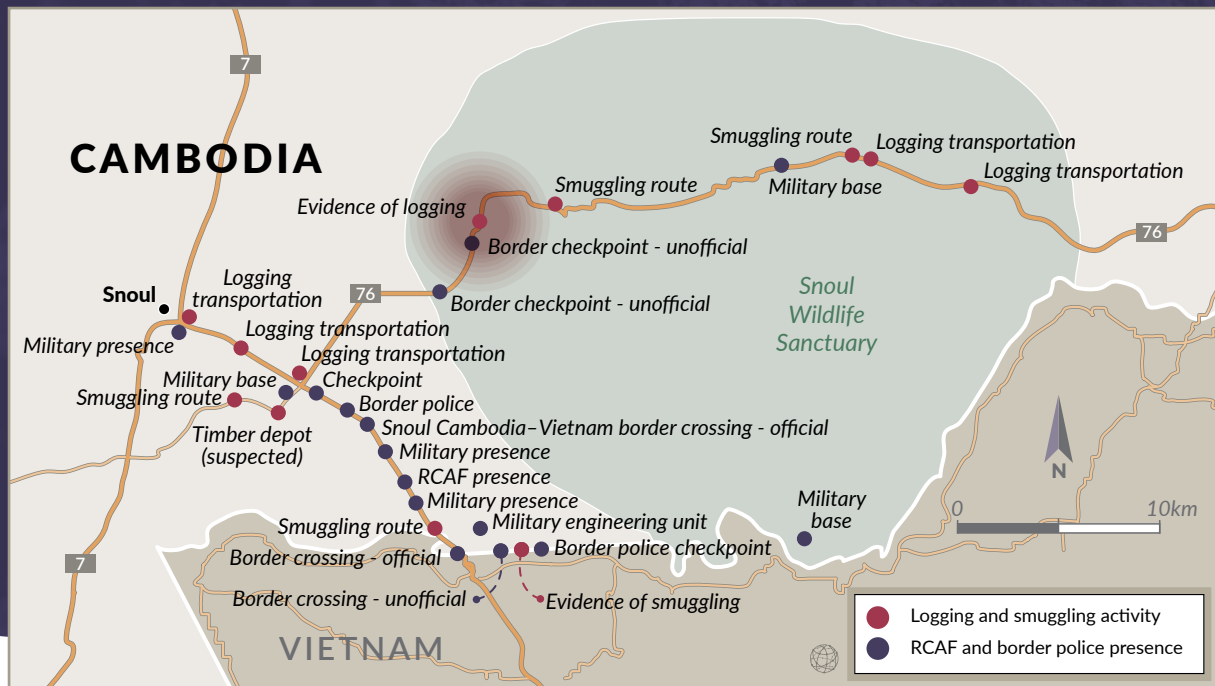 7
CAMBODIA
Smuggling route
Logging transportation
Military base
Logging transportation
Smuggling route
Evidence of logging
Border checkpoint - unofficial
76
Snoul
Wildlife
Sanctuary
Logging
transportation
Snoul
76
Border checkpoint - unofficial
Logging transportation
Military presence
Logging transportation
Military base
Checkpoint
Smuggling route
Border police
Timber depot
(suspected)
Snoul Cambodia–Vietnam border crossing - official
Military presence
RCAF presence
Military presence
Military
base
N
0
10km
Smuggling route
Military engineering unit
Border crossing - official
Border police checkpoint
7
Border crossing - unofficial
Evidence of smuggling
VIETNAM
Logging and smuggling activity
RCAF and border police presence